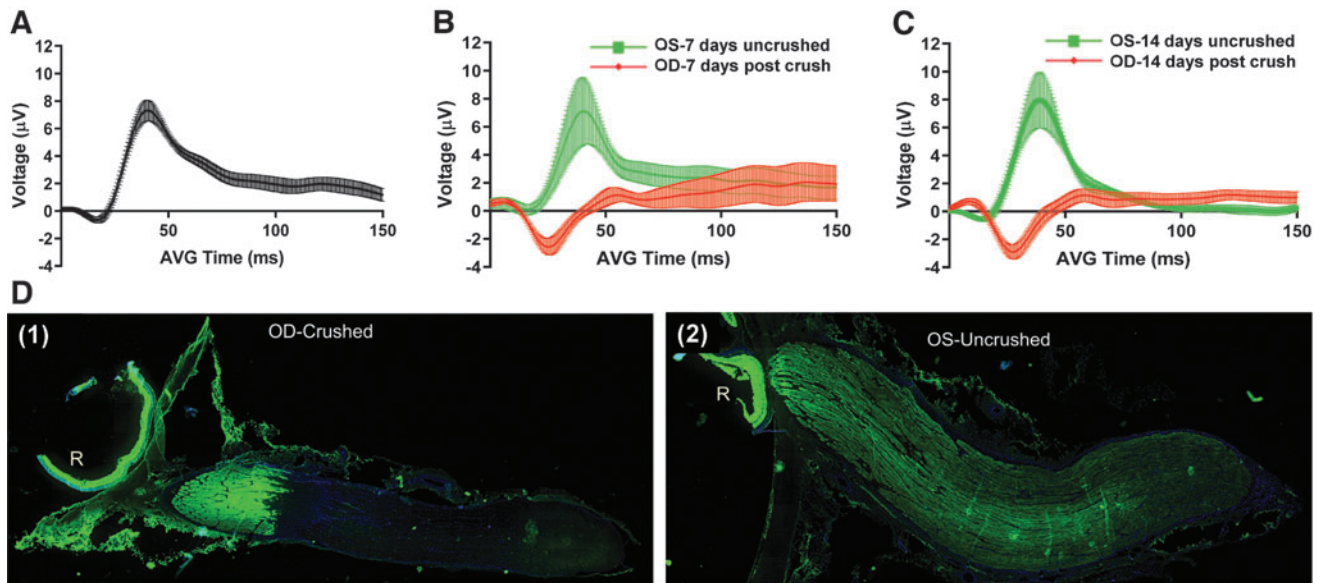 A
12
10
8
6
4
2
0
-2
-4
Voltage (µV)
50
100
150
AVG Time (ms)
B
OS-7 days uncrushed
OD-7 days post crush
12
10
8
6
4
2
0
-2
-4
Voltage (µV)
50
100
150
AVG Time (ms)
C
OS-14 days uncrushed
OD-14 days post crush
12
10
8
6
4
2
0
-2
-4
Voltage (µV)
50
100
150
AVG Time (ms)
D
(1)
OD-Crushed
R
(2)
OS-Uncrushed
R